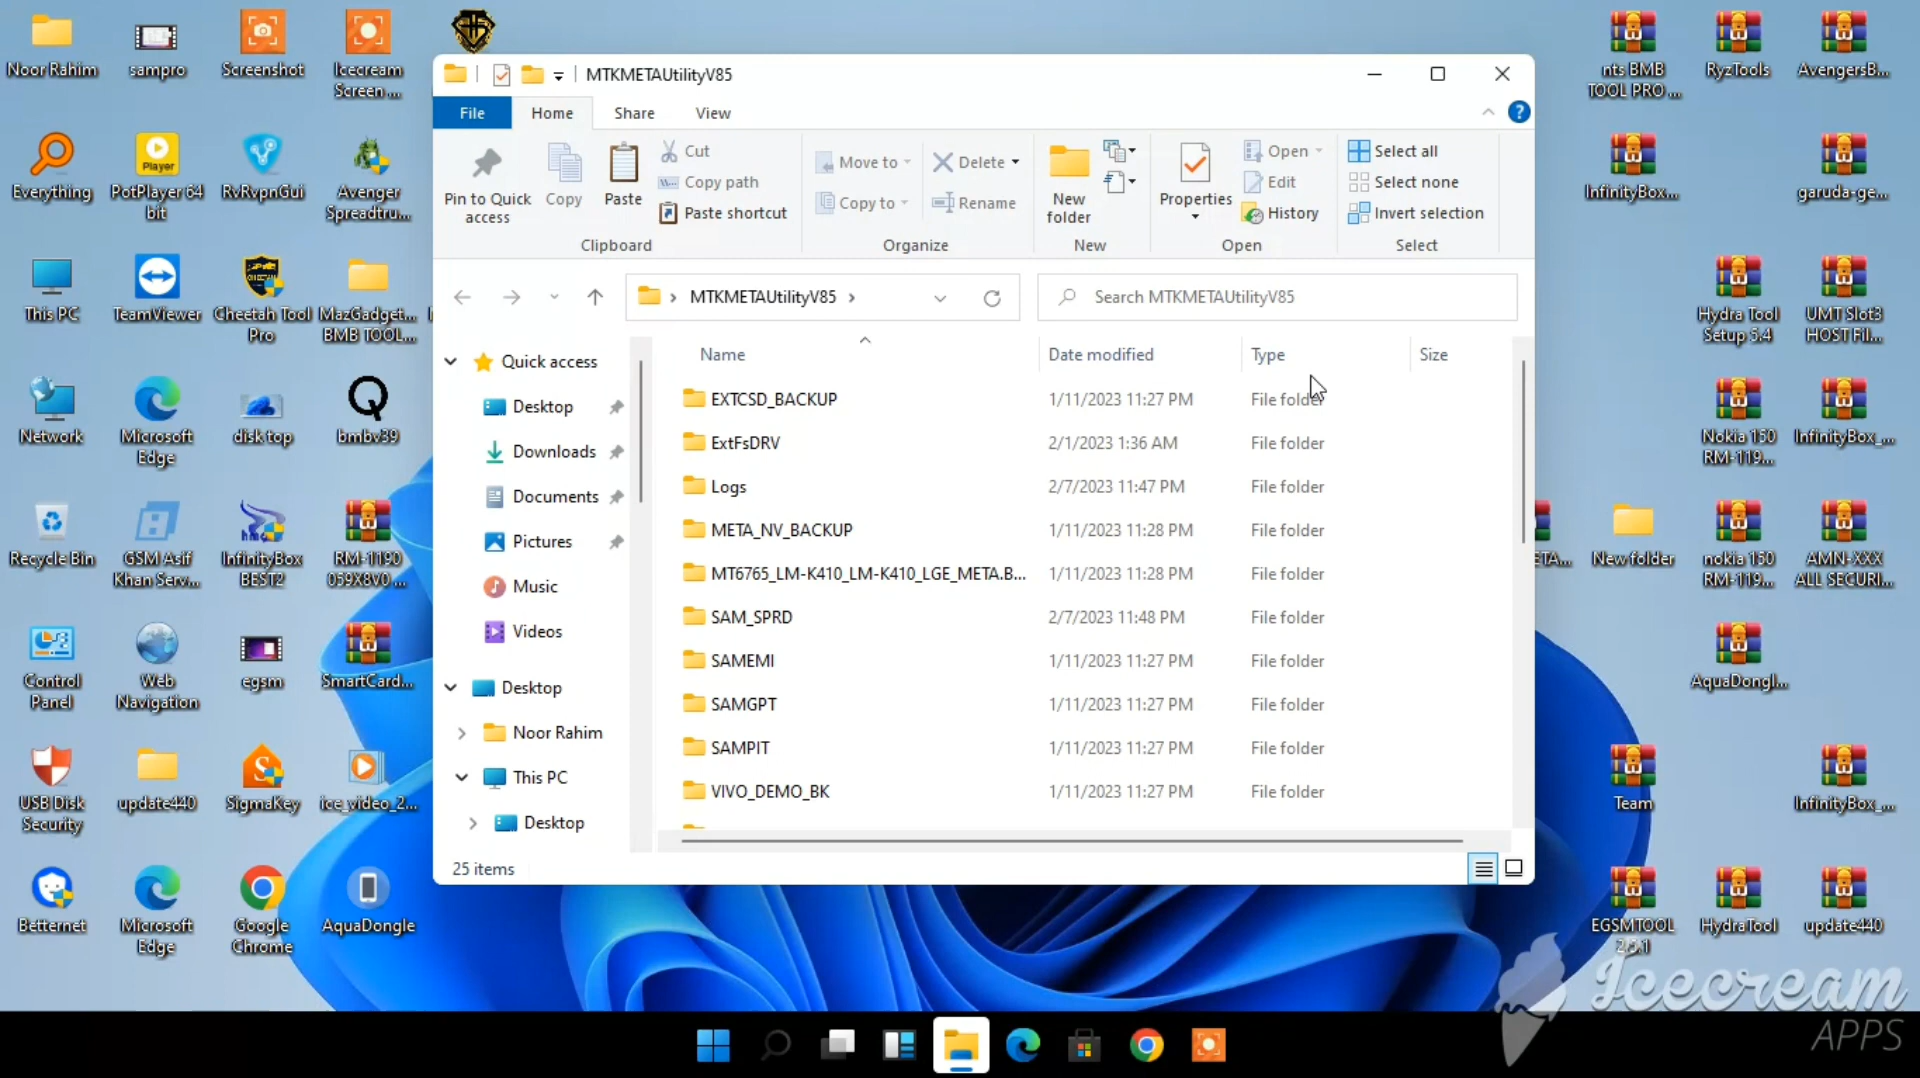 Noor Rahim
sampro
Screenshot
Icecream
Screen ...
Everything
Player
PotPlayer 64
bit
RvRvpnGui
Avenger
Spreadtru...
This PC
TeamViewer
Cheetah Tool
Pro
MazGadget...
BMB TOOL...
Network
Microsoft
Edge
disk top
bmbv39
Recycle Bin
GSM Asif
Khan Serv...
InfinityBox
BEST2
RM-1190
059X8V0 ...
Control
Panel
Web
Navigation
egsm
SmartCard...
USB Disk
Security
update440
SigmaKey
ice_video_2...
Betternet
Microsoft
Edge
Google
Chrome
AquaDongle
MTKMETAUtilityV85
File
Home
Share
View
Pin to Quick
access
Copy
Paste
Cut
Copy path
Paste shortcut
Clipboard
Move to
Copy to
Delete
Rename
Organize
New
folder
New
Properties
Open
Edit
History
Open
Select all
Select none
Invert selection
Select
MTKMETAUtilityV85
Search MTKMETAUtilityV85
Quick access
Desktop
Downloads
Documents
Pictures
Music
Videos
Desktop
Noor Rahim
This PC
Desktop
Name Date modified Type Size
EXTCSD_BACKUP 1/11/2023 11:27 PM File folder
ExtFsDRV 2/1/2023 1:36 AM File folder
Logs 2/7/2023 11:47 PM File folder
META_NV_BACKUP 1/11/2023 11:28 PM File folder
MT6765_LM-K410_LM-K410_LGE_META.B... 1/11/2023 11:28 PM File folder
SAM_SPRD 2/7/2023 11:48 PM File folder
SAMEMI 1/11/2023 11:27 PM File folder
SAMGPT 1/11/2023 11:27 PM File folder
SAMPIT 1/11/2023 11:27 PM File folder
VIVO_DEMO_BK 1/11/2023 11:27 PM File folder
25 items
nts BMB
TOOL PRO ...
RyzTools
AvengersB...
InfinityBox...
garuda-ge...
Hydra Tool
Setup 5.4
UMT Slot3
HOST Fil...
Nokia 150
RM-119...
InfinityBox_...
ETA...
New folder
nokia 150
RM-119...
AMN-XXX
ALL SECURI...
AquaDongl...
Team
InfinityBox_...
EGSMTOOL
HydraTool
update440
Icecream
APPS